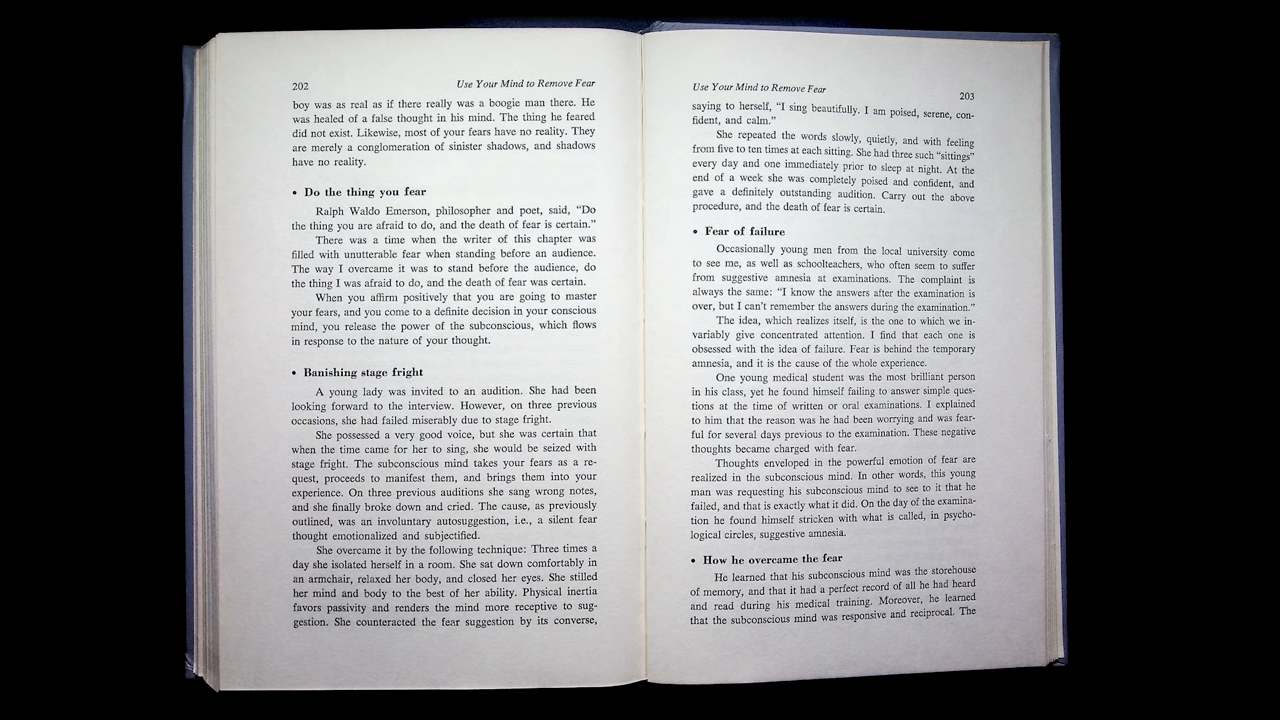 202
Use Your Mind to Remove Fear
boy was as real as if there really was a boogie man there. He
was healed of a false thought in his mind. The thing he feared
did not exist. Likewise, most of your fears have no reality. They
are merely a conglomeration of sinister shadows, and shadows
have no reality.
• Do the thing you fear
Ralph Waldo Emerson, philosopher and poet, said, “Do
the thing you are afraid to do, and the death of fear is certain.”
There was a time when the writer of this chapter was
filled with unutterable fear when standing before an audience.
The way I overcame it was to stand before the audience, do
the thing I was afraid to do, and the death of fear was certain.
When you affirm positively that you are going to master
your fears, and you come to a definite decision in your conscious
mind, you release the power of the subconscious, which flows
in response to the nature of your thought.
• Banishing stage fright
A young lady was invited to an audition. She had been
looking forward to the interview. However, on three previous
occasions, she had failed miserably due to stage fright.
She possessed a very good voice, but she was certain that
when the time came for her to sing, she would be seized with
stage fright. The subconscious mind takes your fears as a re-
quest, proceeds to manifest them, and brings them into your
experience. On three previous auditions she sang wrong notes,
and she finally broke down and cried. The cause, as previously
outlined, was an involuntary autosuggestion, i.e., a silent fear
thought emotionalized and subjectified.
She overcame it by the following technique: Three times a
day she isolated herself in a room. She sat down comfortably in
an armchair, relaxed her body, and closed her eyes. She stilled
her mind and body to the best of her ability. Physical inertia
favors passivity and renders the mind more receptive to sug-
gestion. She counteracted the fear suggestion by its converse,
Use Your Mind to Remove Fear
203
saying to herself, “I sing beautifully. I am poised, serene, con-
fident, and calm.”
She repeated the words slowly, quietly, and with feeling
from five to ten times at each sitting. She had three such “sittings”
every day and one immediately prior to sleep at night. At the
end of a week she was completely poised and confident, and
gave a definitely outstanding audition. Carry out the above
procedure, and the death of fear is certain.
• Fear of failure
Occasionally young men from the local university come
to see me, as well as schoolteachers, who often seem to suffer
from suggestive amnesia at examinations. The complaint is
always the same: “I know the answers after the examination is
over, but I can't remember the answers during the examination.”
The idea, which realizes itself, is the one to which we in-
variably give concentrated attention. I find that each one is
obsessed with the idea of failure. Fear is behind the temporary
amnesia, and it is the cause of the whole experience.
One young medical student was the most brilliant person
in his class, yet he found himself failing to answer simple ques-
tions at the time of written or oral examinations. I explained
to him that the reason was he had been worrying and was fear-
ful for several days previous to the examination. These negative
thoughts became charged with fear.
Thoughts enveloped in the powerful emotion of fear are
realized in the subconscious mind. In other words, this young
man was requesting his subconscious mind to see to it that he
failed, and that is exactly what it did. On the day of the examina-
tion he found himself stricken with what is called, in psycho-
logical circles, suggestive amnesia.
• How he overcame the fear
He learned that his subconscious mind was the storehouse
of memory, and that it had a perfect record of all he had heard
and read during his medical training. Moreover, he learned
that the subconscious mind was responsive and reciprocal. The